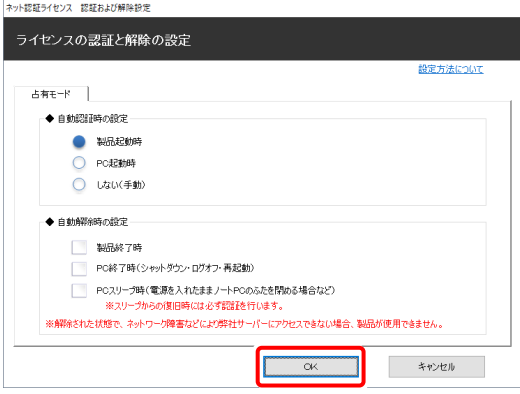 ネット認証ライセンス 認証および解除設定
ライセンスの認証と解除の設定
設定方法について
占有モード
◆ 自動認証時の設定
製品起動時
PC起動時
しない(手動)
◆ 自動解除時の設定
製品終了時
PC終了時(シャットダウン・ログオフ・再起動)
PCスリープ時(電源を入れたままノートPCのふたを閉める場合など)
※スリープからの復旧時には必ず認証を行います。
※解除された状態で、ネットワーク障害などにより弊社サーバーにアクセスできない場合、製品が使用できません。
OK
キャンセル